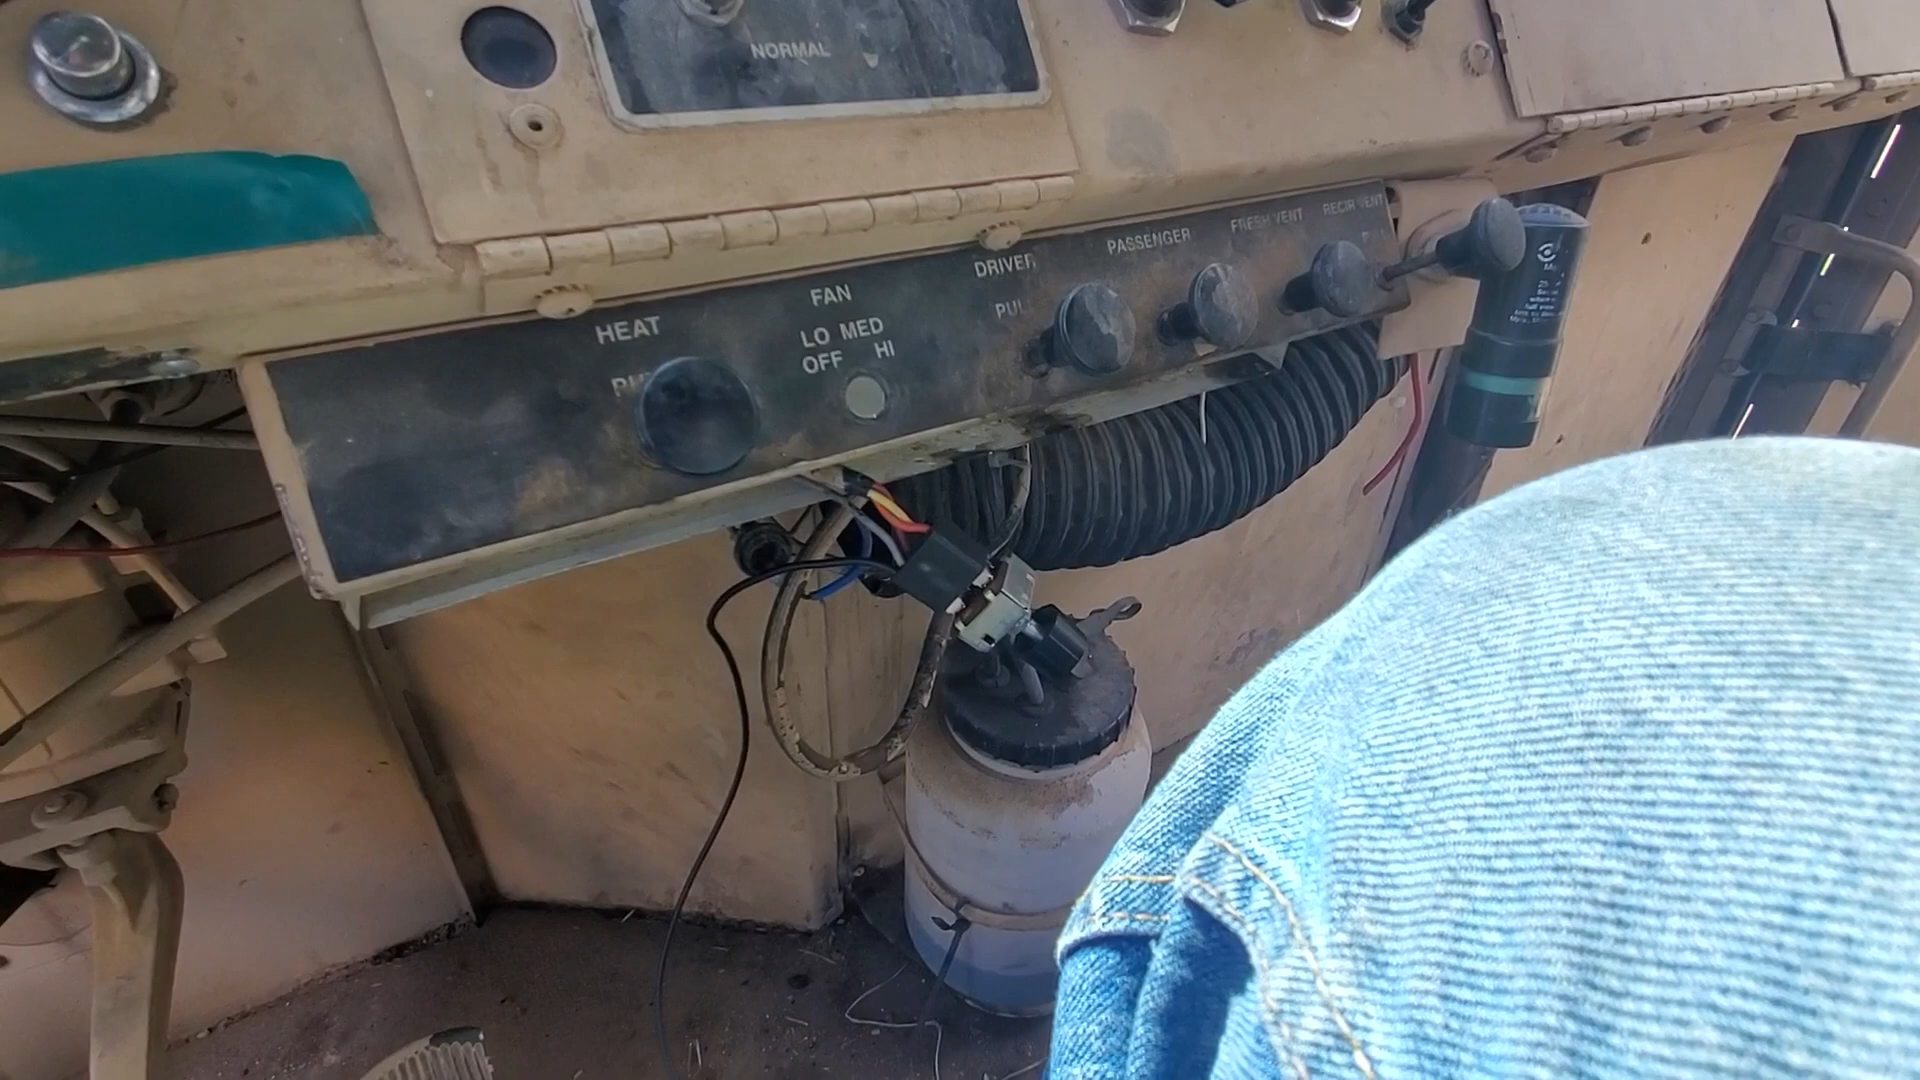 NORMAL
HEAT
FAN
LO MED
OFF HI
DRIVER
PASSENGER
FRESH VENT
RECIR VENT